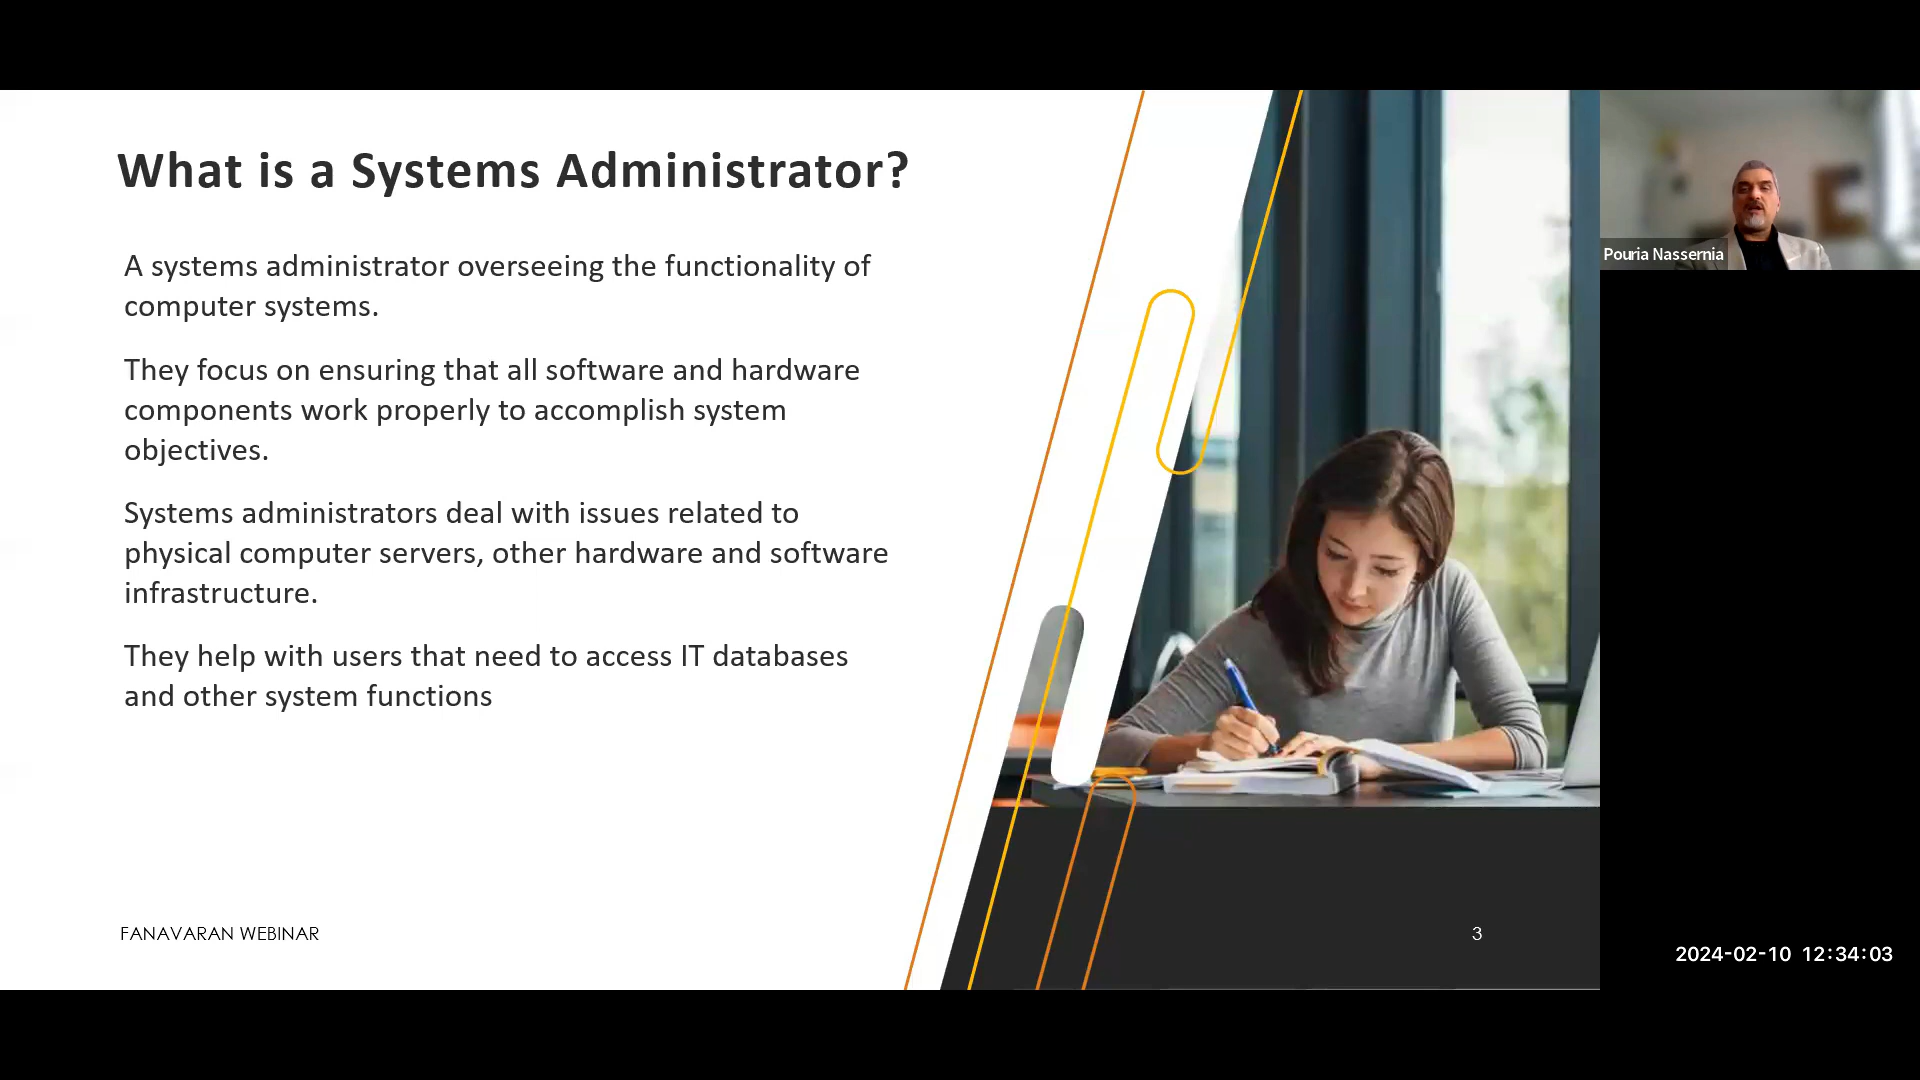 What is a Systems Administrator?
A systems administrator overseeing the functionality of
computer systems.
They focus on ensuring that all software and hardware
components work properly to accomplish system
objectives.
Systems administrators deal with issues related to
physical computer servers, other hardware and software
infrastructure.
They help with users that need to access IT databases
and other system functions
FANAVARAN WEBINAR
3
Pouria Nassernia
2024-02-10 12:34:03